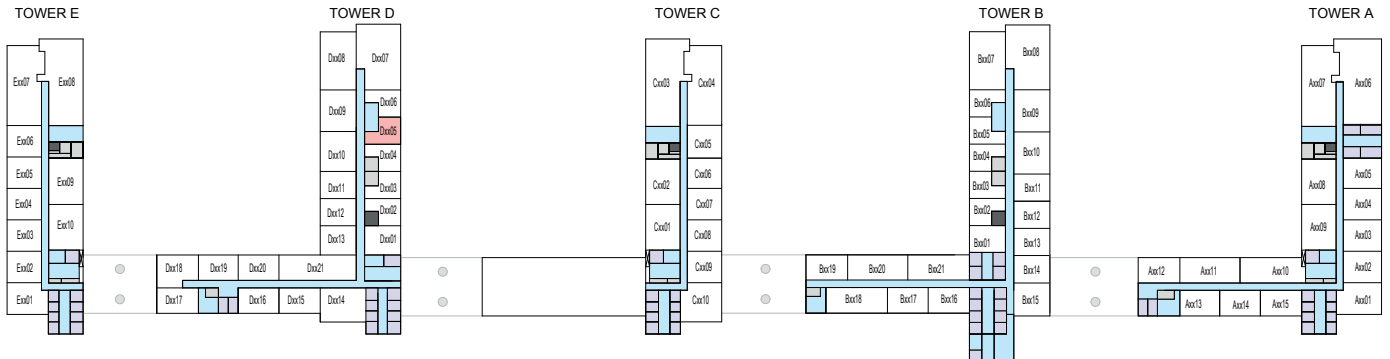 TOWER E
TOWER D
TOWER C
TOWER B
TOWER A
Exx07
Exx08
Exx06
Exx05
Exx09
Exx04
Exx03
Exx10
Exx02
Exx01
Dxx08
Dxx07
Dxx09
Dxx06
Dxx05
Dxx10
Dxx04
Dxx11
Dxx03
Dxx12
Dxx02
Dxx13
Dxx01
Dxx18
Dxx19
Dxx20
Dxx21
Dxx17
Dxx16
Dxx15
Dxx14
Cxx03
Cxx04
Cxx05
Cxx02
Cxx06
Cxx07
Cxx01
Cxx08
Cxx09
Cxx10
Bxx07
Bxx08
Bxx06
Bxx09
Bxx05
Bxx04
Bxx10
Bxx03
Bxx11
Bxx02
Bxx12
Bxx01
Bxx13
Bxx19
Bxx20
Bxx21
Bxx14
Bxx18
Bxx17
Bxx16
Bxx15
Axx07
Axx06
Axx08
Axx05
Axx04
Axx09
Axx03
Axx12
Axx11
Axx10
Axx02
Axx13
Axx14
Axx15
Axx01